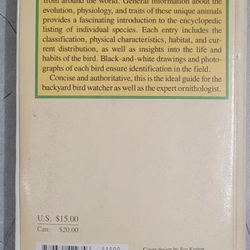 from around the world. General information about the
evolution, physiology, and traits of these unique animals
provides a fascinating introduction to the encyclopedic
listing of individual species. Each entry includes the
classification, physical characteristics, habitat, and cur-
rent distribution, as well as insights into the life and
habits of the bird. Black-and-white drawings and photo-
graphs of each bird ensure identification in the field.
Concise and authoritative, this is the ideal guide for the
backyard bird watcher as well as the expert ornithologist.
U.S. $15.00
Can. $20.00
51500
Cover design by